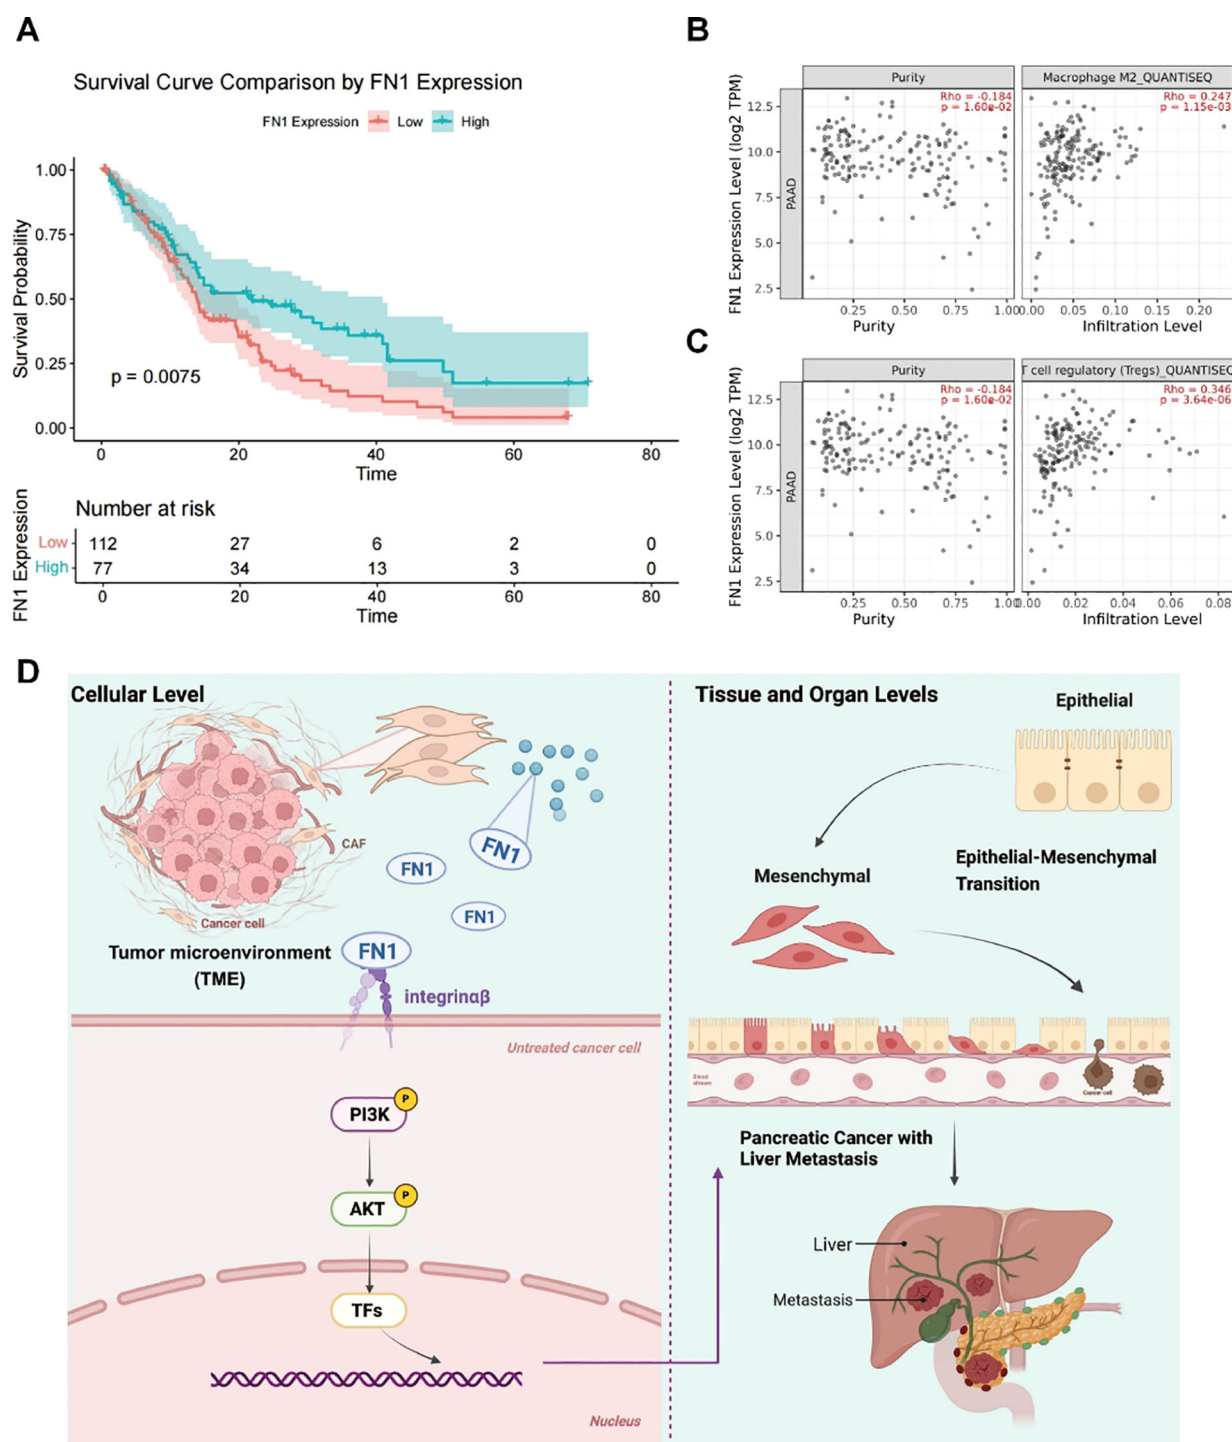 A
Survival Curve Comparison by FN1 Expression
FN1 Expression Low High
Survival Probability
1.00
0.75
0.50
0.25
0.00
p = 0.0075
0 20 40 60 80
Time
Number at risk
FN1 Expression
Low 112 27 6 2 0
High 77 34 13 3 0
0 20 40 60 80
Time
B
FN1 Expression Level (log2 TPM)
PAAD
Purity
Rho = -0.184
p = 1.60e-02
Macrophage M2_QUANTISEQ
Rho = 0.247
p = 1.15e-03
12.5
10.0
7.5
5.0
2.5
0.25 0.50 0.75 1.00
Purity
0.00 0.05 0.10 0.15 0.20
Infiltration Level
C
FN1 Expression Level (log2 TPM)
PAAD
Purity
Rho = -0.184
p = 1.60e-02
T cell regulatory (Tregs)_QUANTISEQ
Rho = 0.346
p = 3.64e-06
12.5
10.0
7.5
5.0
2.5
0.25 0.50 0.75 1.00
Purity
0.00 0.02 0.04 0.06 0.08
Infiltration Level
D
Cellular Level
CAF
Cancer cell
Tumor microenvironment
(TME)
FN1
FN1
FN1
FN1
integrinαβ
Untreated cancer cell
PI3K
P
AKT
P
TFs
Nucleus
Tissue and Organ Levels
Epithelial
Epithelial-Mesenchymal
Transition
Mesenchymal
Blood
stream
Cancer cell
Pancreatic Cancer with
Liver Metastasis
Liver
Metastasis